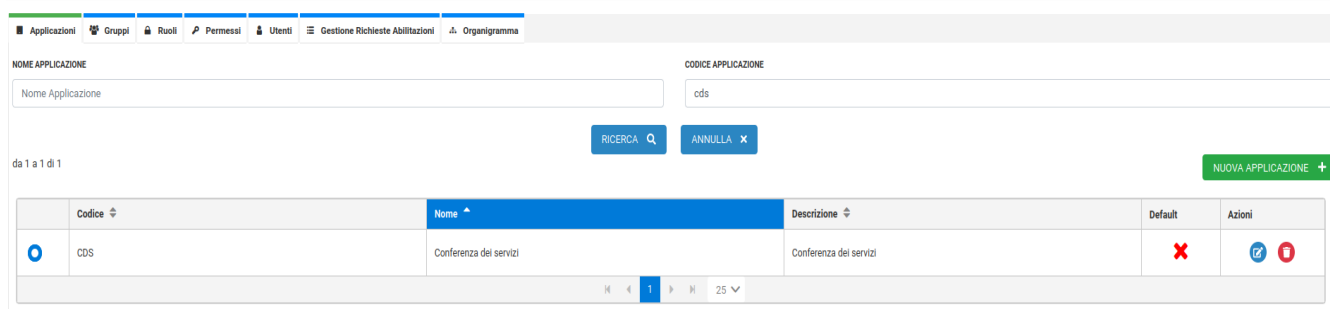 Applicazioni Gruppi Ruoli Permessi Utenti Gestione Richieste Abilitazioni Organigramma
NOME APPLICAZIONE CODICE APPLICAZIONE
Nome Applicazione cds
RICERCA ANNULLA
da 1 a 1 di 1
NUOVA APPLICAZIONE
Codice Nome Descrizione Default Azioni
CDS Conferenza dei servizi Conferenza dei servizi
1 25